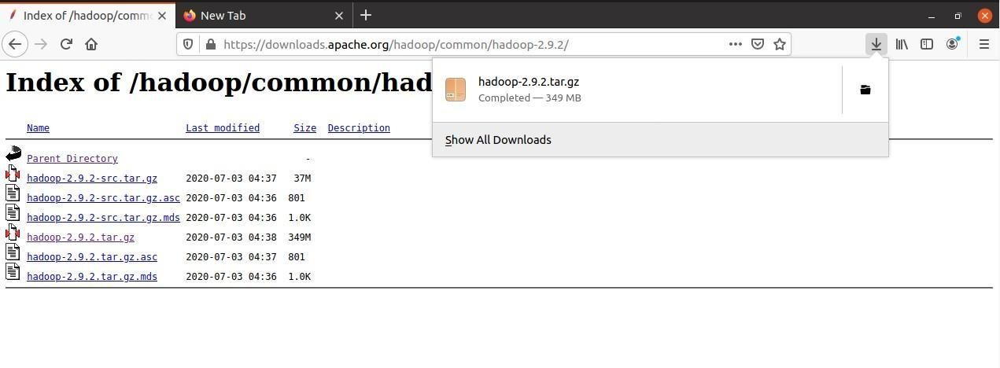 Index of /hadoop/commo
New Tab
https://downloads.apache.org/hadoop/common/hadoop-2.9.2/
Index of /hadoop/common/had
hadoop-2.9.2.tar.gz
Completed — 349 MB
Show All Downloads
Name Last modified Size Description
Parent Directory -
hadoop-2.9.2-src.tar.gz 2020-07-03 04:37 37M
hadoop-2.9.2-src.tar.gz.asc 2020-07-03 04:36 801
hadoop-2.9.2-src.tar.gz.mds 2020-07-03 04:36 1.0K
hadoop-2.9.2.tar.gz 2020-07-03 04:38 349M
hadoop-2.9.2.tar.gz.asc 2020-07-03 04:37 801
hadoop-2.9.2.tar.gz.mds 2020-07-03 04:36 1.0K